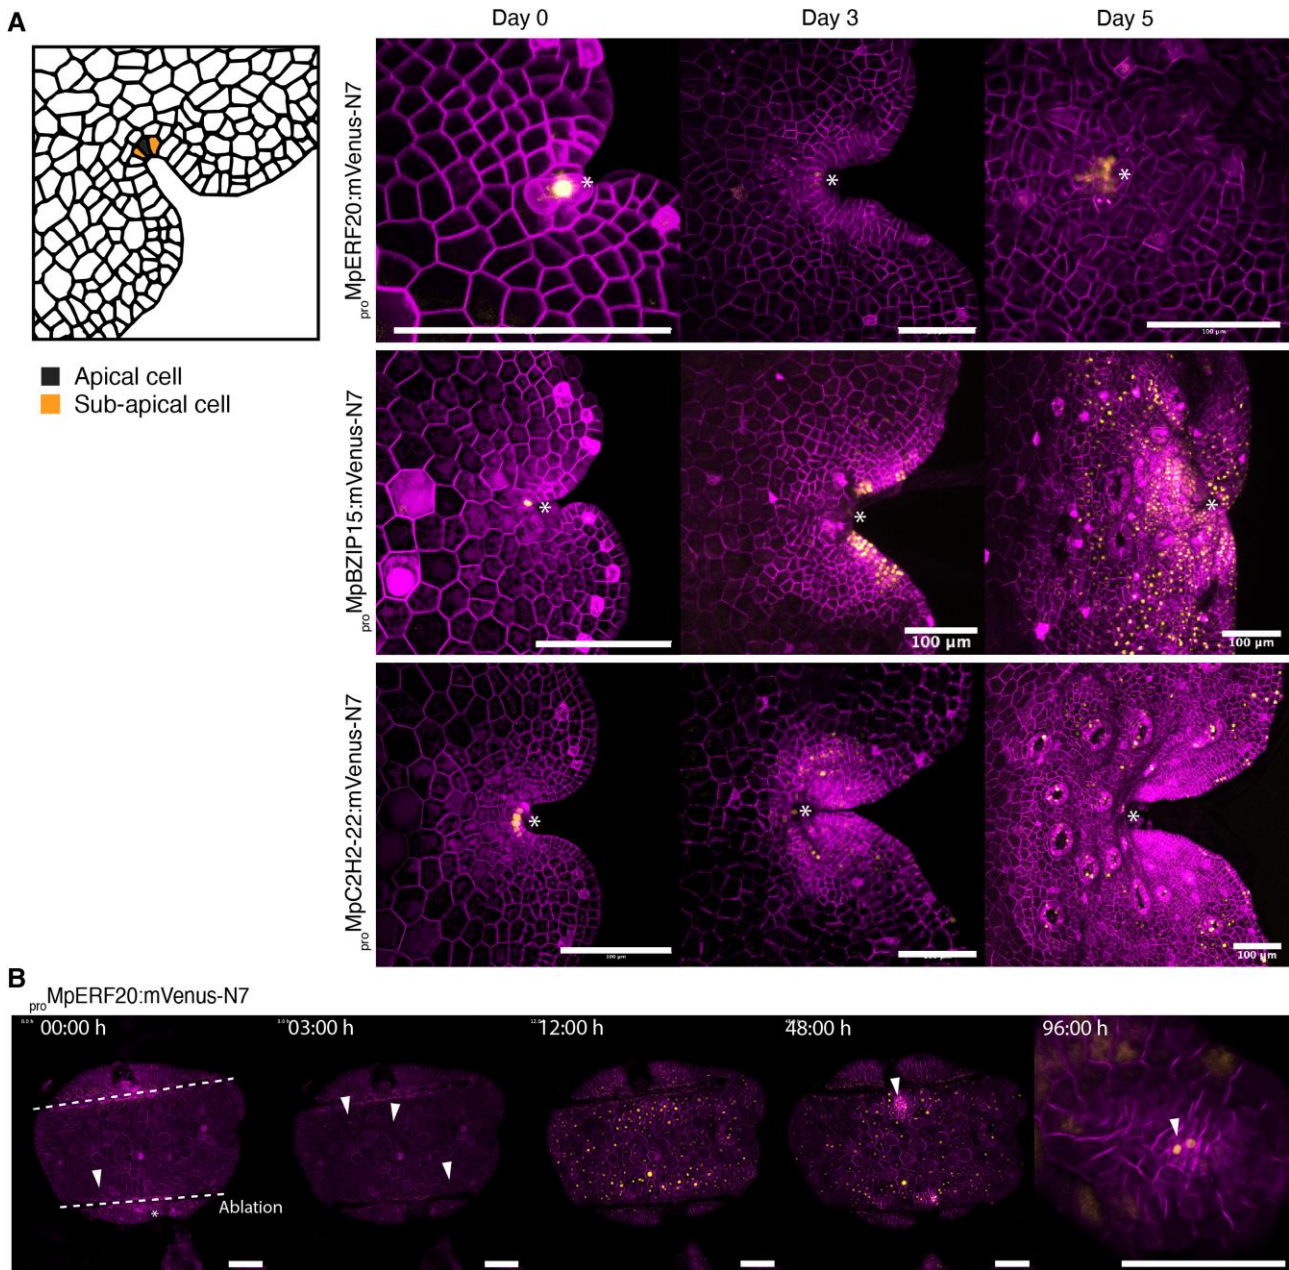 A
Day 0
Day 3
Day 5
proMpERF20:mVenus-N7
Apical cell
Sub-apical cell
100 µm
proMpBZIP15:mVenus-N7
100 µm
100 µm
proMpC2H2-22:mVenus-N7
100 µm
100 µm
B
proMpERF20:mVenus-N7
00:00 h
03:00 h
12:00 h
48:00 h
96:00 h
Ablation